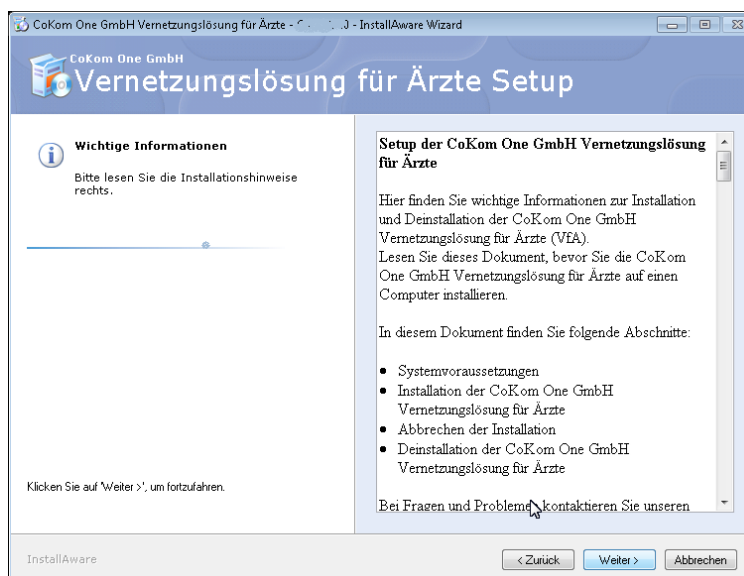 CoKom One GmbH Vernetzungslösung für Ärzte - - InstallAware Wizard
CoKom One GmbH
Vernetzungslösung für Ärzte Setup
Wichtige Informationen
Bitte lesen Sie die Installationshinweise
rechts.
Klicken Sie auf 'Weiter >', um fortzufahren.
Setup der CoKom One GmbH Vernetzungslösung
für Ärzte
Hier finden Sie wichtige Informationen zur Installation
und Deinstallation der CoKom One GmbH
Vernetzungslösung für Ärzte (VfA).
Lesen Sie dieses Dokument, bevor Sie die CoKom
One GmbH Vernetzungslösung für Ärzte auf einen
Computer installieren.
In diesem Dokument finden Sie folgende Abschnitte:
• Systemvoraussetzungen
• Installation der CoKom One GmbH
Vernetzungslösung für Ärzte
• Abbrechen der Installation
• Deinstallation der CoKom One GmbH
Vernetzungslösung für Ärzte
Bei Fragen und Problemen kontaktieren Sie unseren
InstallAware
< Zurück
Weiter >
Abbrechen